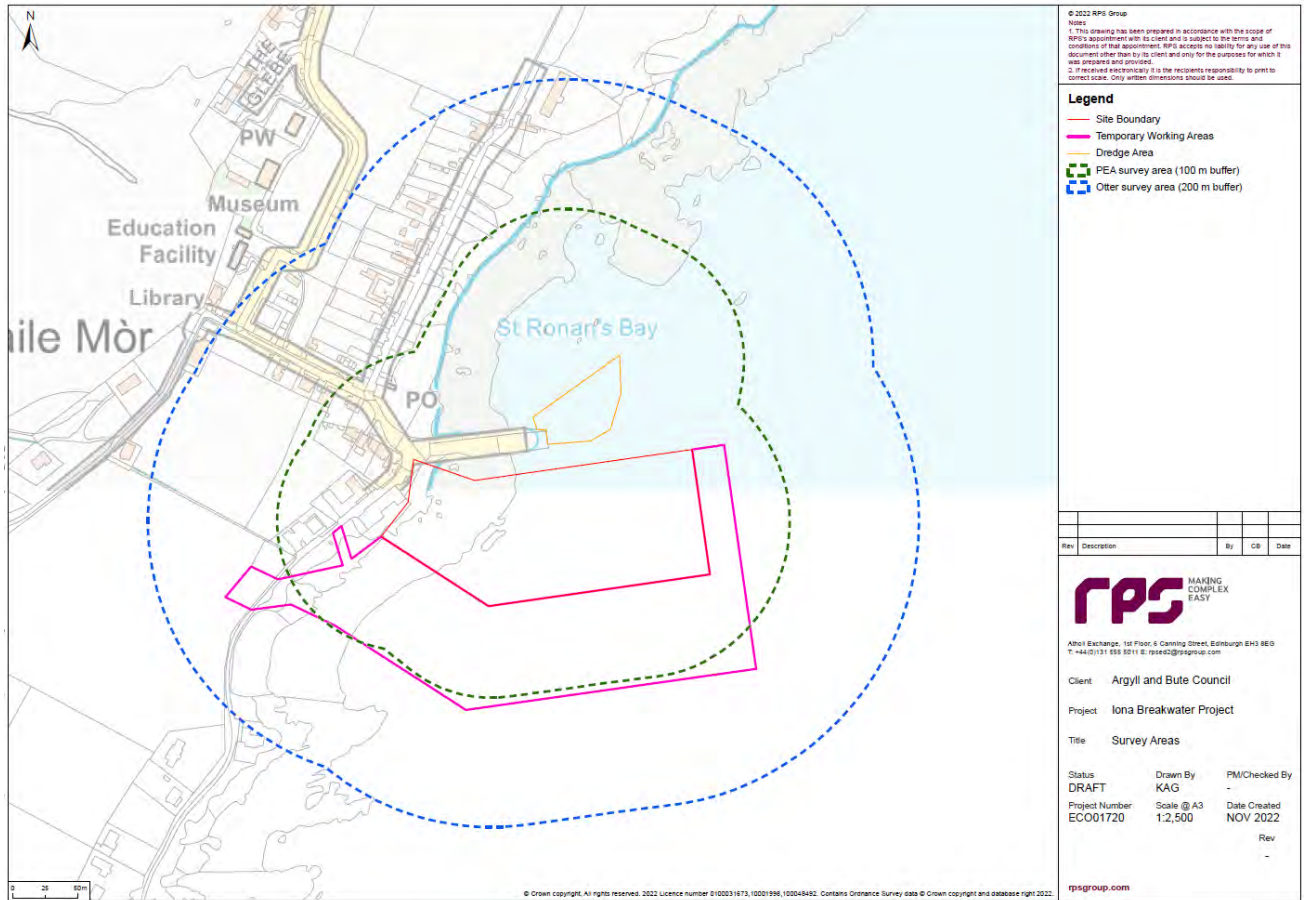 N
THE
GLEBE
PW
Museum
Education
Facility
Library
aile Mòr
St Ronan's Bay
PO
0 25 50m
© Crown copyright, All rights reserved. 2022 Licence number 0100031673,10001998,100048492. Contains Ordnance Survey data © Crown copyright and database right 2022.
© 2022 RPS Group
Notes
1. This drawing has been prepared in accordance with the scope of
RPS's appointment with its client and is subject to the terms and
conditions of that appointment. RPS accepts no liability for any use of this
document other than by its client and only for the purposes for which it
was prepared and provided.
2. If received electronically it is the recipients responsibility to print to
correct scale. Only written dimensions should be used.
Legend
Site Boundary
Temporary Working Areas
Dredge Area
PEA survey area (100 m buffer)
Otter survey area (200 m buffer)
Rev Description By CB Date
rps MAKING
COMPLEX
EASY
Atholl Exchange, 1st Floor, 6 Canning Street, Edinburgh EH3 8EG
T: +44(0)131 555 5011 E: rpsed2@rpsgroup.com
Client Argyll and Bute Council
Project Iona Breakwater Project
Title Survey Areas
Status Drawn By PM/Checked By
DRAFT KAG -
Project Number Scale @ A3 Date Created
ECO01720 1:2,500 NOV 2022
Rev
-
rpsgroup.com